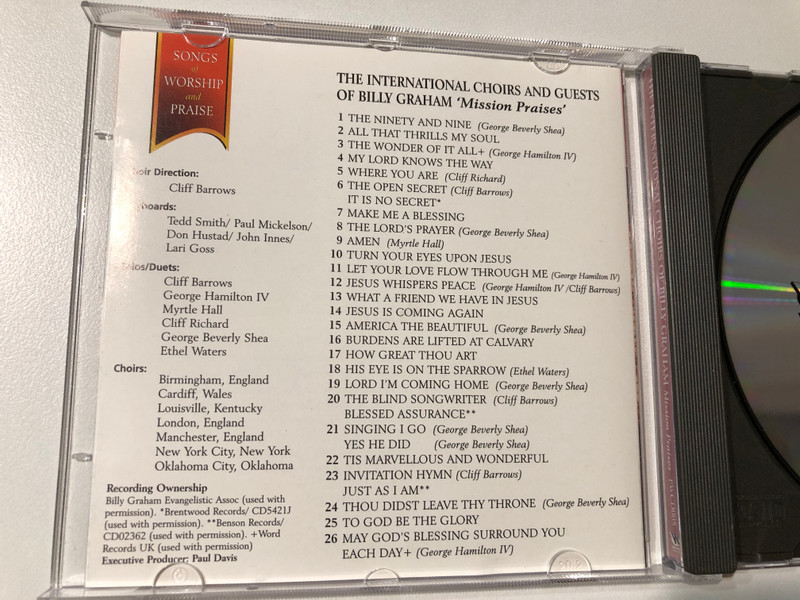 SONGS
of
WORSHIP
and
PRAISE
Direction:
Cliff Barrows
Tedd Smith/ Paul Mickelson/
Don Hustad/ John Innes/
Lari Goss
Solos/Duets:
Cliff Barrows
George Hamilton IV
Myrtle Hall
Cliff Richard
George Beverly Shea
Ethel Waters
Choirs:
Birmingham, England
Cardiff, Wales
Louisville, Kentucky
London, England
Manchester, England
New York City, New York
Oklahoma City, Oklahoma
Recording Ownership
Billy Graham Evangelistic Assoc (used with
permission). *Brentwood Records/ CD5421J
(used with permission). **Benson Records/
CD02362 (used with permission). +Word
Records UK (used with permission)
Executive Producer: Paul Davis
THE INTERNATIONAL CHOIRS AND GUESTS
OF BILLY GRAHAM ‘Mission Praises’
1 THE NINETY AND NINE (George Beverly Shea)
2 ALL THAT THRILLS MY SOUL
3 THE WONDER OF IT ALL+ (George Hamilton IV)
4 MY LORD KNOWS THE WAY
5 WHERE YOU ARE (Cliff Richard)
6 THE OPEN SECRET (Cliff Barrows)
IT IS NO SECRET*
7 MAKE ME A BLESSING
8 THE LORD'S PRAYER (George Beverly Shea)
9 AMEN (Myrtle Hall)
10 TURN YOUR EYES UPON JESUS
11 LET YOUR LOVE FLOW THROUGH ME (George Hamilton IV)
12 JESUS WHISPERS PEACE (George Hamilton IV /Cliff Barrows)
13 WHAT A FRIEND WE HAVE IN JESUS
14 JESUS IS COMING AGAIN
15 AMERICA THE BEAUTIFUL (George Beverly Shea)
16 BURDENS ARE LIFTED AT CALVARY
17 HOW GREAT THOU ART
18 HIS EYE IS ON THE SPARROW (Ethel Waters)
19 LORD I'M COMING HOME (George Beverly Shea)
20 THE BLIND SONGWRITER (Cliff Barrows)
BLESSED ASSURANCE**
21 SINGING I GO (George Beverly Shea)
YES HE DID (George Beverly Shea)
22 TIS MARVELLOUS AND WONDERFUL
23 INVITATION HYMN (Cliff Barrows)
JUST AS I AM**
24 THOU DIDST LEAVE THY THRONE (George Beverly Shea)
25 TO GOD BE THE GLORY
26 MAY GOD'S BLESSING SURROUND YOU
EACH DAY+ (George Hamilton IV)
THE INTERNATIONAL CHOIRS OF BILLY GRAHAM Mission Praises